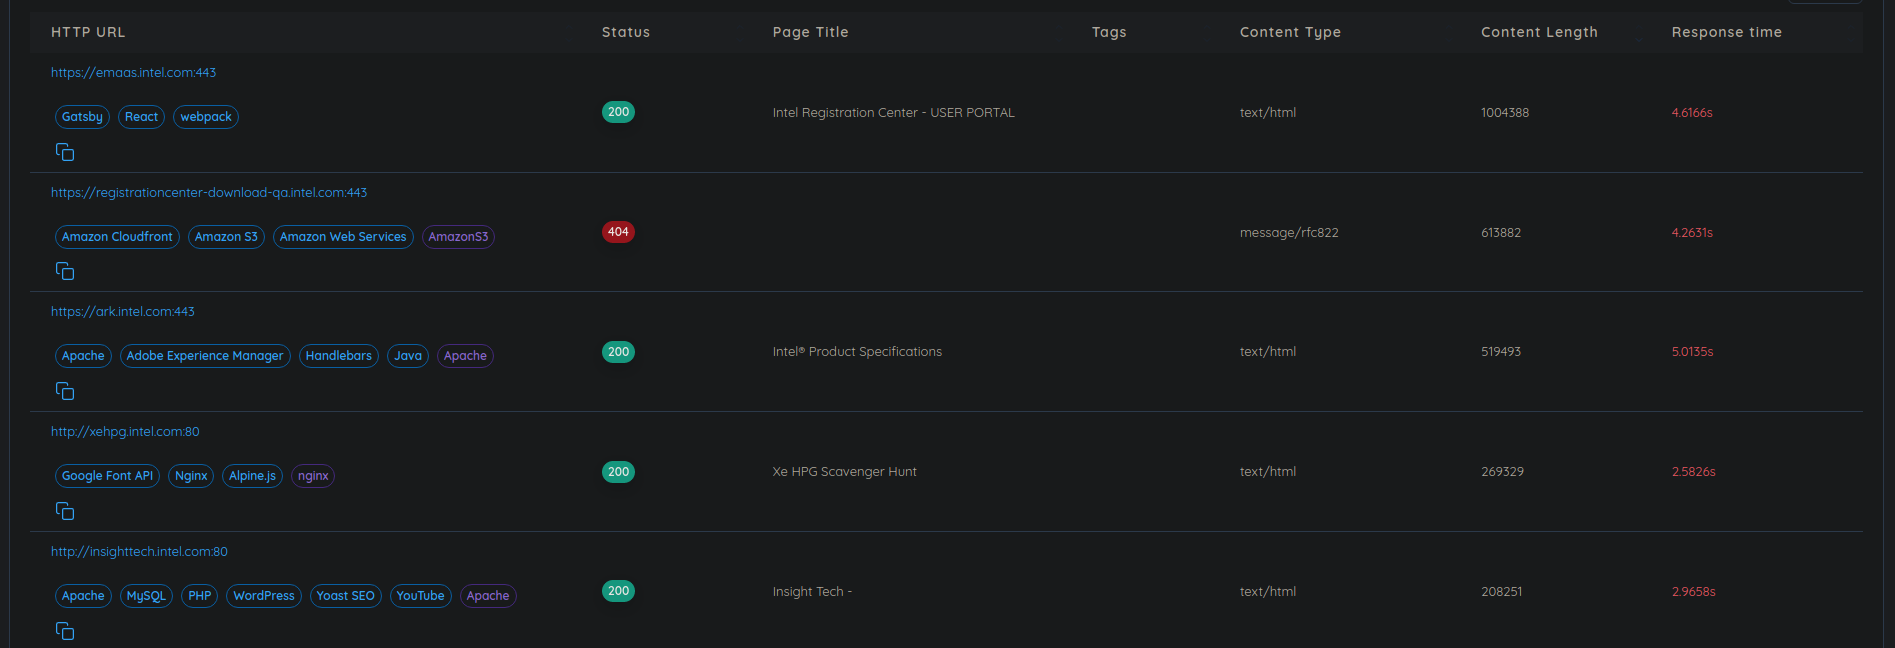 HTTP URL Status Page Title Tags Content Type Content Length Response time
https://emaas.intel.com:443
200 Intel Registration Center - USER PORTAL text/html 1004388 4.6166s
Gatsby React webpack
https://registrationcenter-download-qa.intel.com:443
404 message/rfc822 613882 4.2631s
Amazon Cloudfront Amazon S3 Amazon Web Services AmazonS3
https://ark.intel.com:443
200 Intel® Product Specifications text/html 519493 5.0135s
Apache Adobe Experience Manager Handlebars Java Apache
http://xehpg.intel.com:80
200 Xe HPG Scavenger Hunt text/html 269329 2.5826s
Google Font API Nginx Alpine.js nginx
http://insighttech.intel.com:80
200 Insight Tech - text/html 208251 2.9658s
Apache MySQL PHP WordPress Yoast SEO YouTube Apache